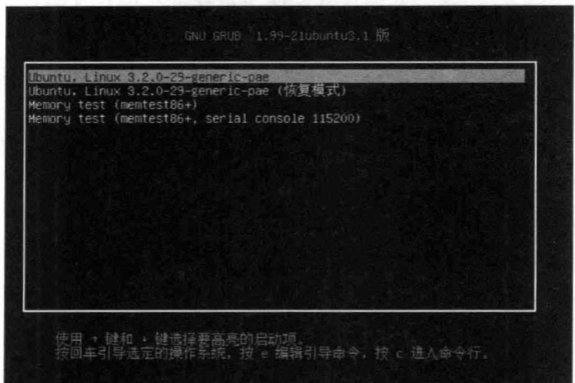 GNU GRUB 1.99-21ubuntu3.1 版
Ubuntu, Linux 3.2.0-29-generic-pae
Ubuntu, Linux 3.2.0-29-generic-pae (恢复模式)
Memory test (memtest86+)
Memory test (memtest86+, serial console 115200)
使用 键和 键选择要高亮的启动项。
按回车引导选定的操作系统，按 e 编辑引导命令，按 c 进入命令行。